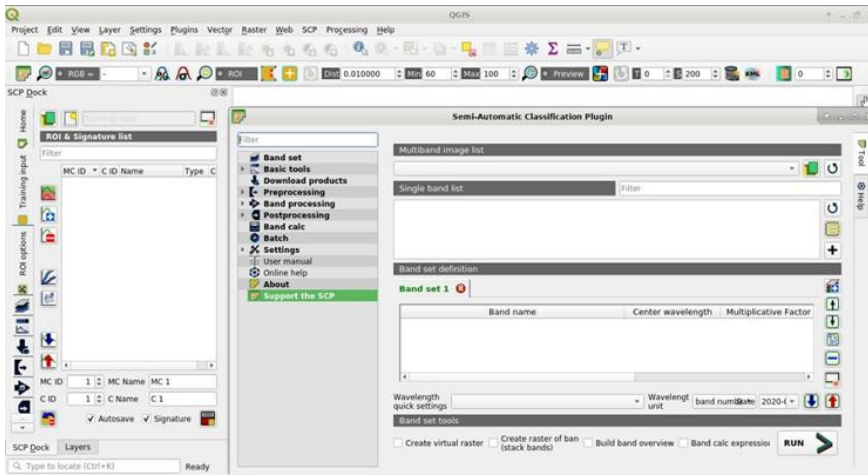 QGIS
Project Edit View Layer Settings Plugins Vector Raster Web SCP Processing Help
RGB = -
ROI
Dist 0.010000
Min 60
Max 100
Preview
T 0
S 200
0
SCP Dock
Home
Training input
ROI options
Training input
ROI & Signature list
Filter
MC ID C ID Name Type C
MC ID 1 MC Name MC 1
C ID 1 C Name C 1
Autosave Signature
SCP Dock Layers
Type to locate (Ctrl+K) Ready
Semi-Automatic Classification Plugin
Filter
Band set
Basic tools
Download products
Preprocessing
Band processing
Postprocessing
Band calc
Batch
Settings
User manual
Online help
About
Support the SCP
Multiband image list
Single band list
Filter
Band set definition
Band set 1
Band name Center wavelength Multiplicative Factor
Wavelength quick settings
Wavelengt unit
2020-
Band set tools
Create virtual raster
Create raster of ban (stack bands)
Build band overview
Band calc expression
RUN
Tool
Help